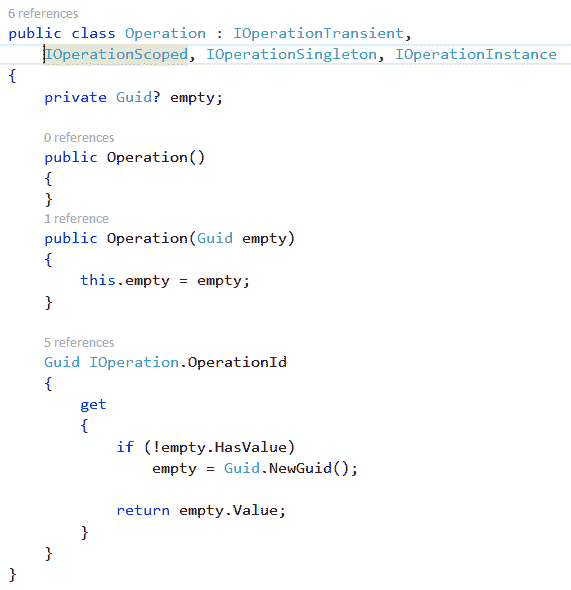 6 references
public class Operation : IOperationTransient,
    IOperationScoped, IOperationSingleton, IOperationInstance
{
    private Guid? empty;

    0 references
    public Operation()
    {
    }
    1 reference
    public Operation(Guid empty)
    {
        this.empty = empty;
    }

    5 references
    Guid IOperation.OperationId
    {
        get
        {
            if (!empty.HasValue)
                empty = Guid.NewGuid();

            return empty.Value;
        }
    }
}